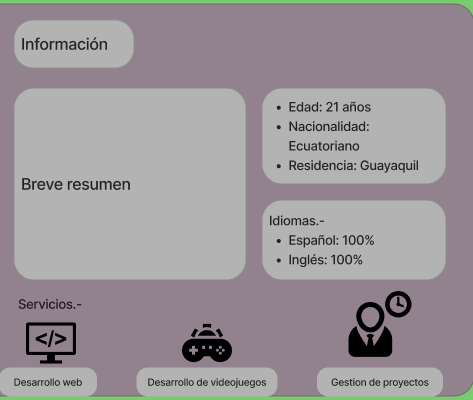 Información
Breve resumen
• Edad: 21 años
• Nacionalidad:
Ecuatoriano
• Residencia: Guayaquil
Idiomas.-
• Español: 100%
• Inglés: 100%
Servicios.-
</>
Desarrollo web
Desarrollo de videojuegos
Gestion de proyectos